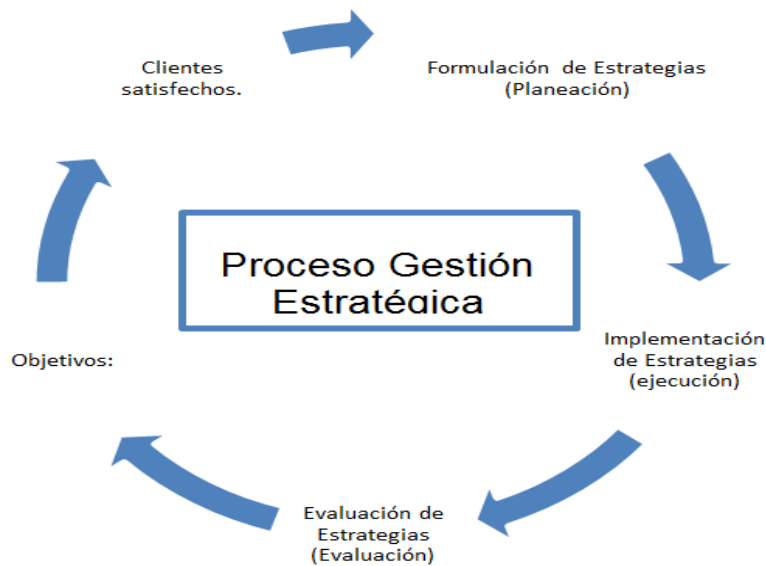 Clientes
satisfechos.
Formulación de Estrategias
(Planeación)
Proceso Gestión
Estratégica
Implementación
de Estrategias
(ejecución)
Objetivos:
Evaluación de
Estrategias
(Evaluación)